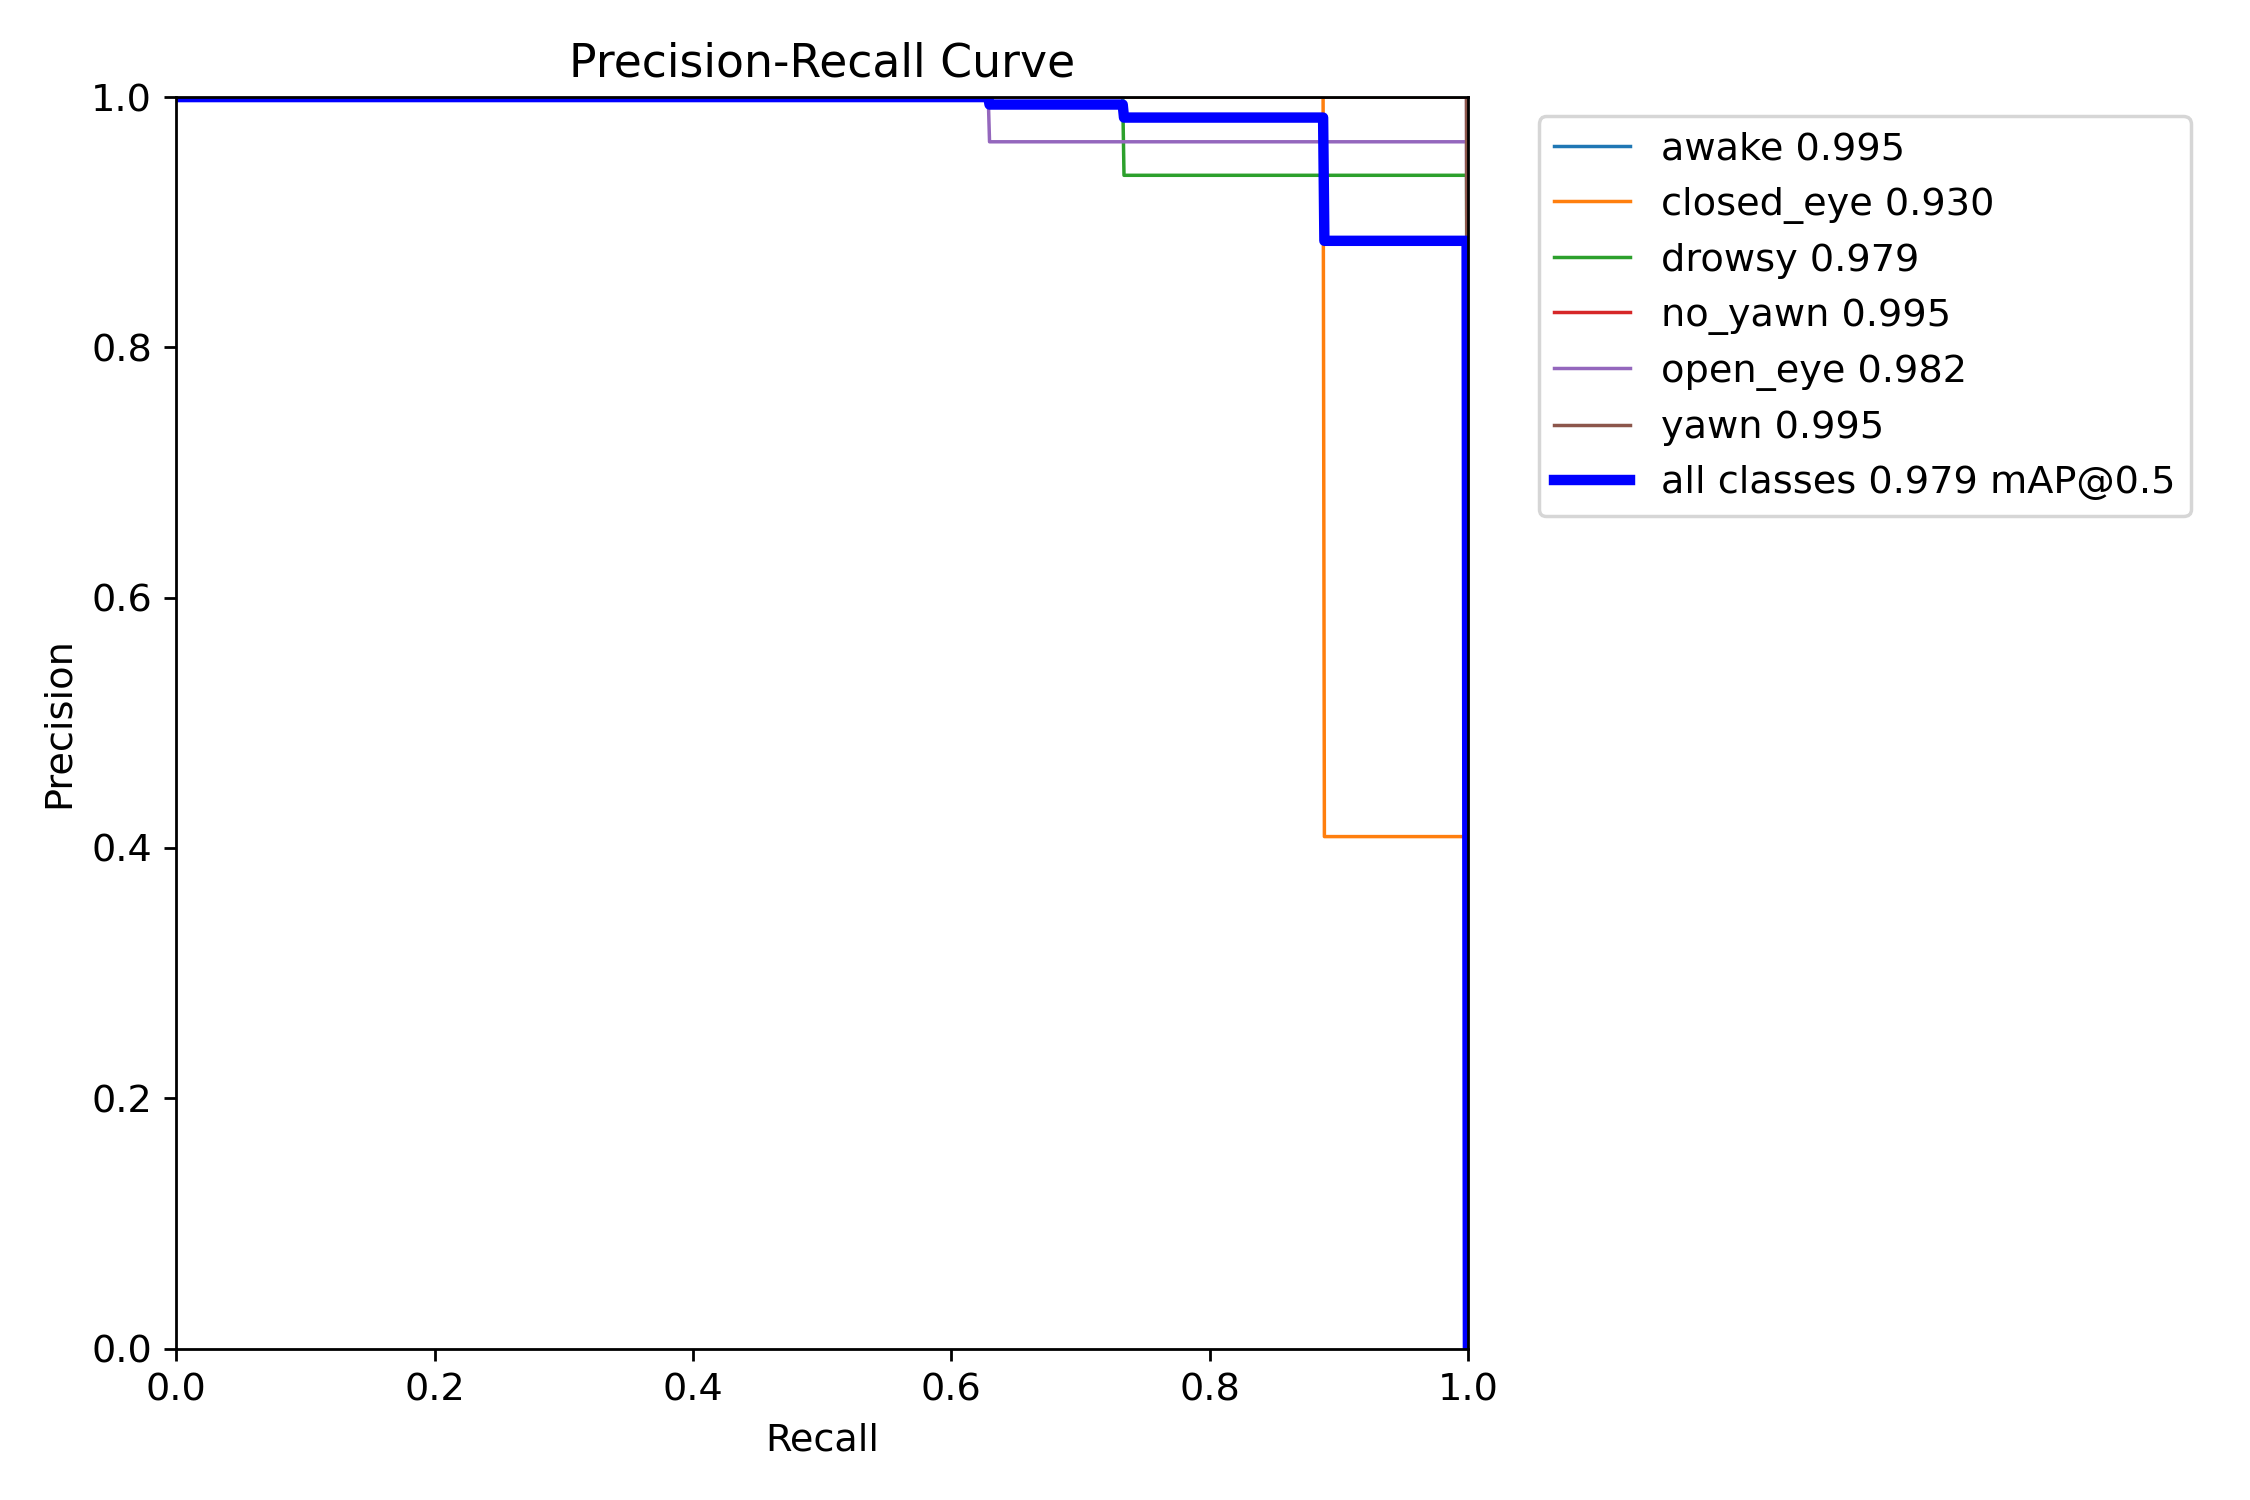 Precision-Recall Curve
1.0
0.8
0.6
0.4
0.2
0.0
Precision
0.0 0.2 0.4 0.6 0.8 1.0
Recall
awake 0.995
closed_eye 0.930
drowsy 0.979
no_yawn 0.995
open_eye 0.982
yawn 0.995
all classes 0.979 mAP@0.5